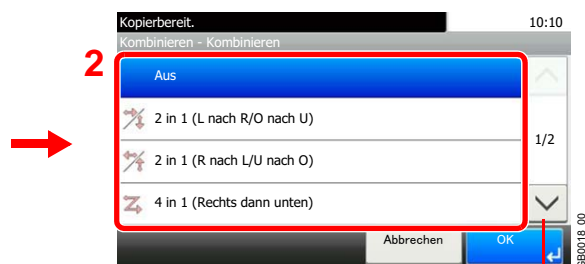 Kopierbereit. 10:10
Kombinieren - Kombinieren
2
Aus
2 in 1 (L nach R/O nach U)
2 in 1 (R nach L/U nach O)
1/2
4 in 1 (Rechts dann unten)
Abbrechen OK